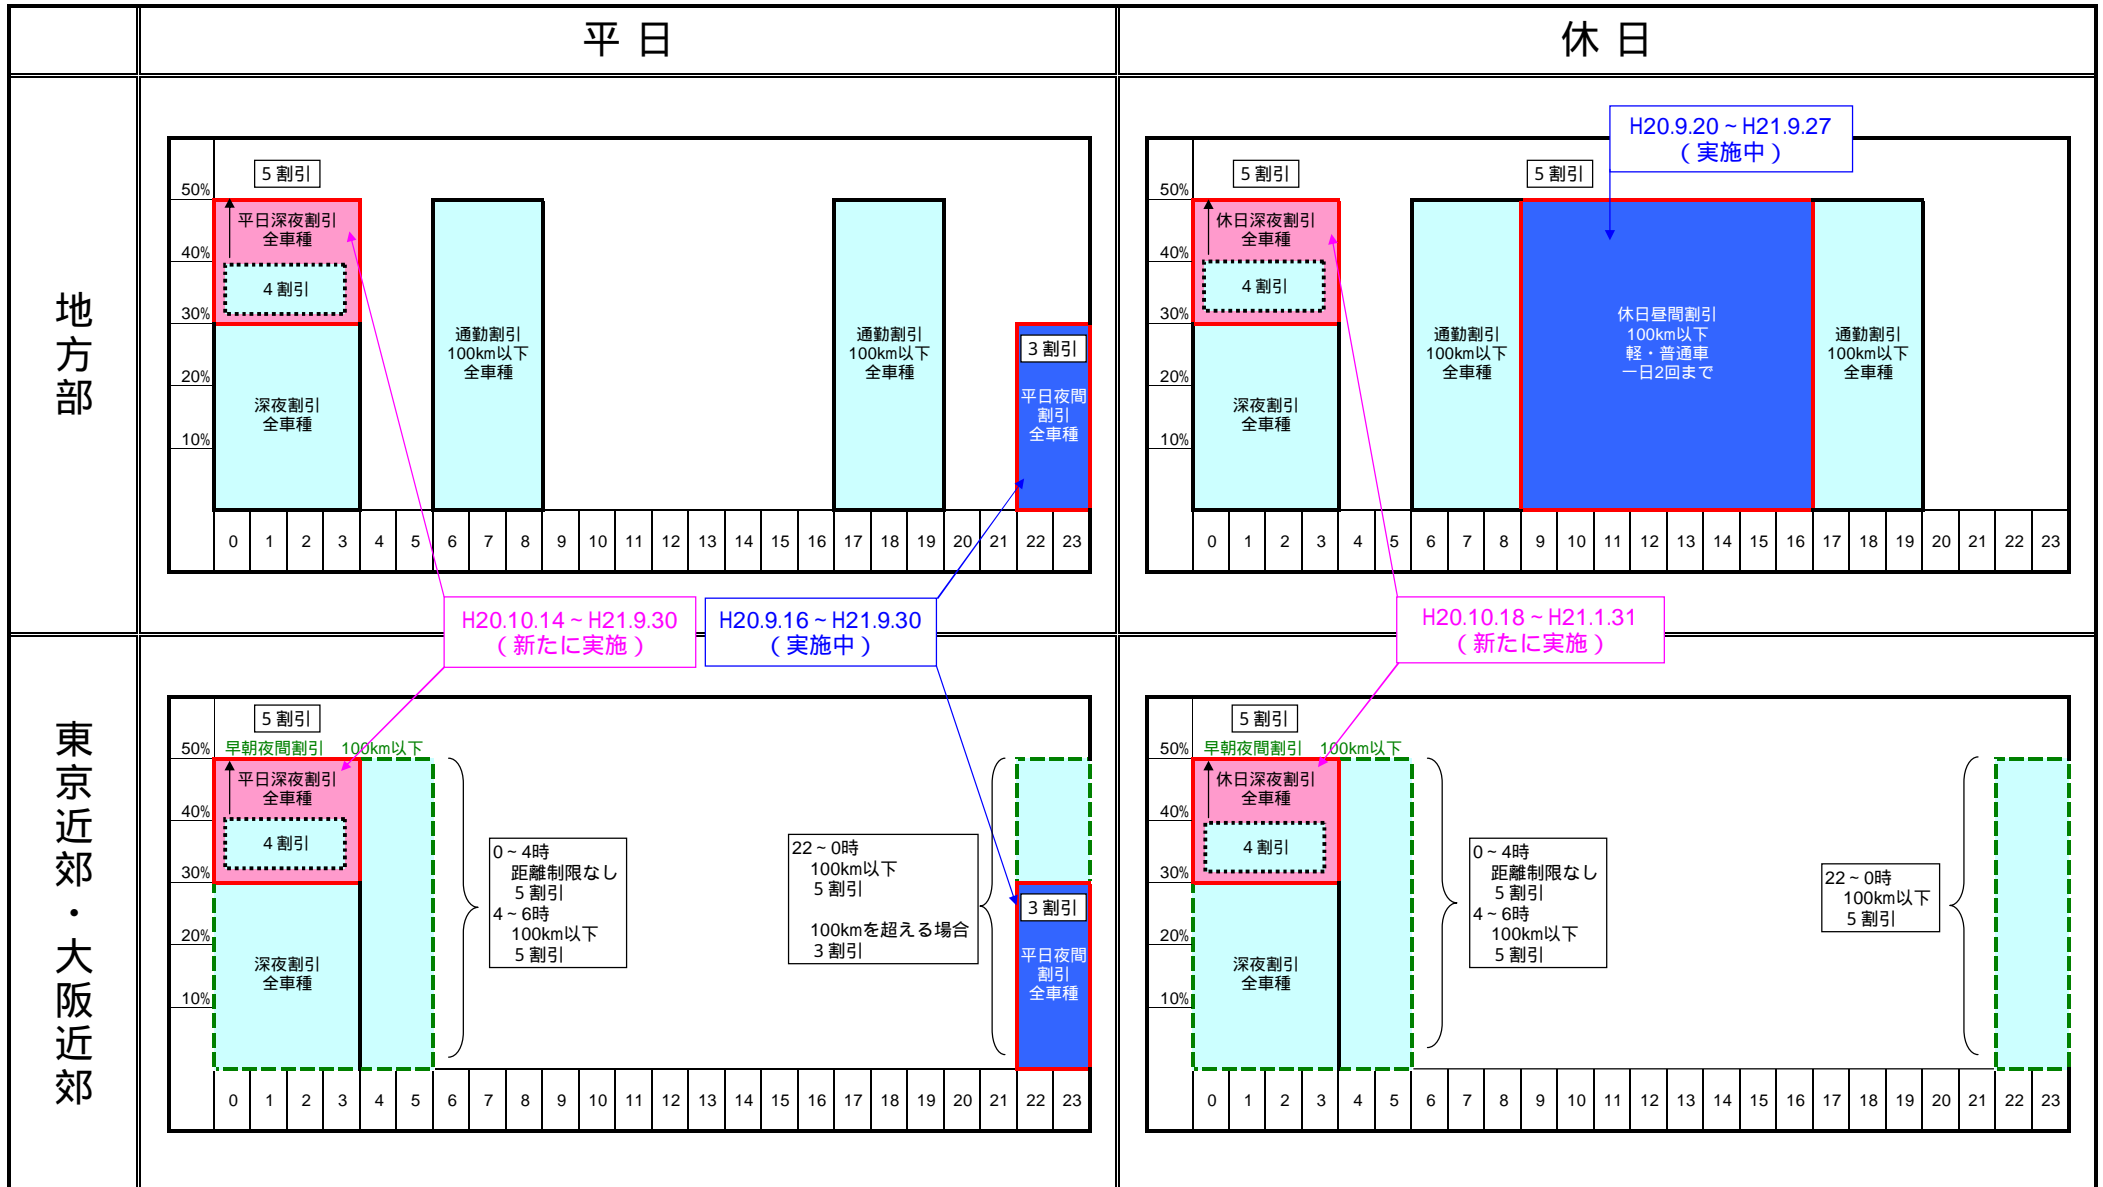 平 日
休 日
地方部
H20.9.20～H21.9.27
（実施中）
５割引
50%
40%
30%
20%
10%
平日深夜割引
全車種
４割引
深夜割引
全車種
通勤割引
100km以下
全車種
通勤割引
100km以下
全車種
３割引
平日夜間
割引
全車種
0 1 2 3 4 5 6 7 8 9 10 11 12 13 14 15 16 17 18 19 20 21 22 23
５割引
５割引
50%
40%
30%
20%
10%
休日深夜割引
全車種
４割引
深夜割引
全車種
通勤割引
100km以下
全車種
休日昼間割引
100km以下
軽・普通車
一日2回まで
通勤割引
100km以下
全車種
0 1 2 3 4 5 6 7 8 9 10 11 12 13 14 15 16 17 18 19 20 21 22 23
H20.10.14～H21.9.30
（新たに実施）
H20.9.16～H21.9.30
（実施中）
H20.10.18～H21.1.31
（新たに実施）
東京近郊・大阪近郊
５割引
早朝夜間割引　100km以下
50%
40%
30%
20%
10%
平日深夜割引
全車種
４割引
深夜割引
全車種
0～4時
距離制限なし
５割引
4～6時
100km以下
５割引
22～0時
100km以下
５割引
100kmを超える場合
３割引
３割引
平日夜間
割引
全車種
0 1 2 3 4 5 6 7 8 9 10 11 12 13 14 15 16 17 18 19 20 21 22 23
５割引
早朝夜間割引　100km以下
50%
40%
30%
20%
10%
休日深夜割引
全車種
４割引
深夜割引
全車種
0～4時
距離制限なし
５割引
4～6時
100km以下
５割引
22～0時
100km以下
５割引
0 1 2 3 4 5 6 7 8 9 10 11 12 13 14 15 16 17 18 19 20 21 22 23